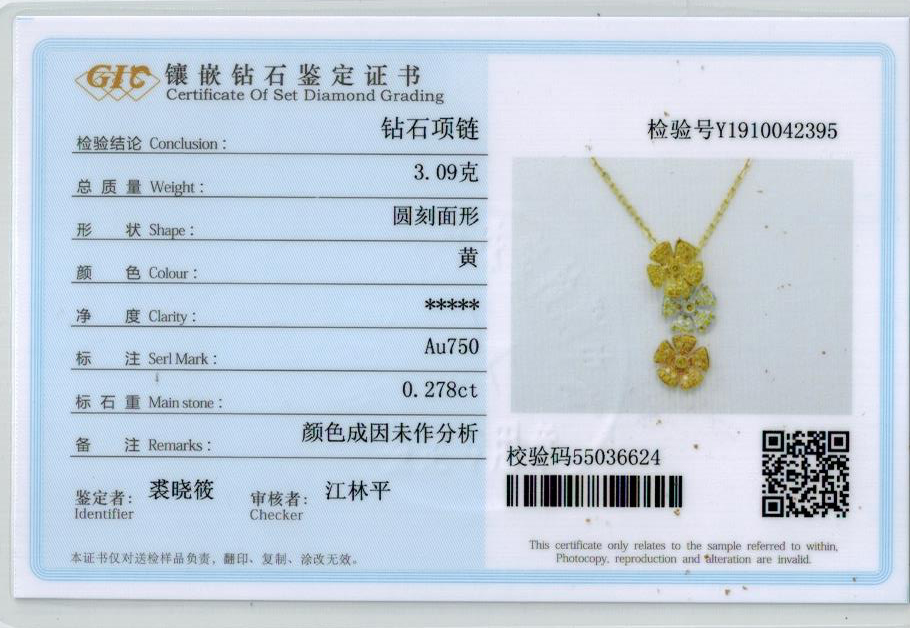 GIC 镶嵌钻石鉴定证书
Certificate Of Set Diamond Grading
检验结论 Conclusion: 钻石项链
总质量 Weight: 3.09克
形状 Shape: 圆刻面形
颜色 Colour: 黄
净度 Clarity: *****
标注 Serl Mark: Au750
标石重 Main stone: 0.278ct
备注 Remarks: 颜色成因未作分析
鉴定者: 裘晓筱 审核者: 江林平
Identifier Checker
本证书仅对送检样品负责，翻印、复制、涂改无效。
检验号Y1910042395
校验码55036624
This certificate only relates to the sample referred to within,
Photocopy, reproduction and alteration are invalid.